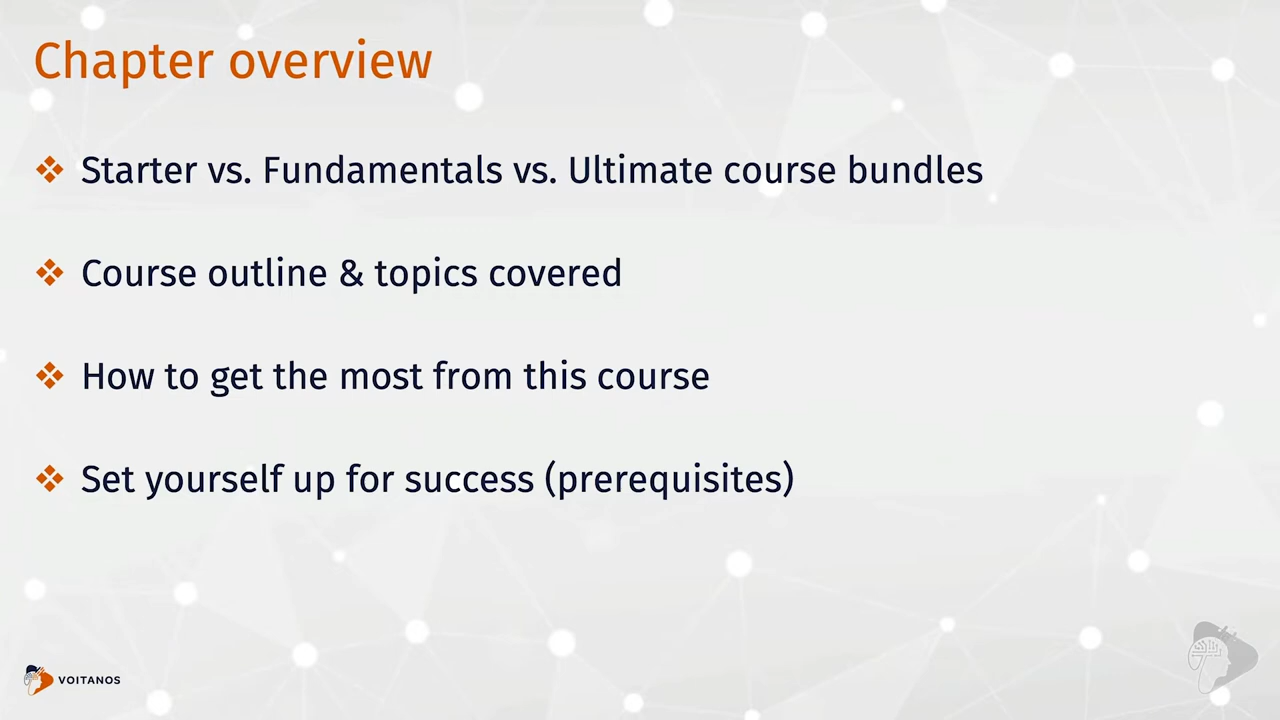 Chapter overview
❖ Starter vs. Fundamentals vs. Ultimate course bundles
❖ Course outline & topics covered
❖ How to get the most from this course
❖ Set yourself up for success (prerequisites)
VOITANOS